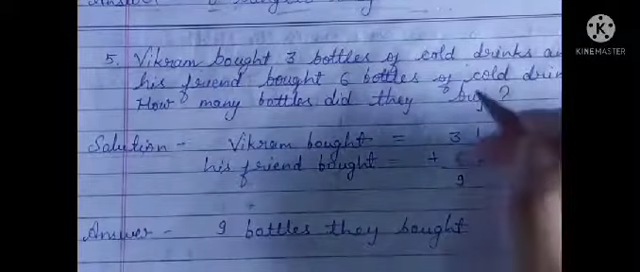 5. Vikram bought 3 bottles of cold drinks
his friend bought 6 bottles of cold
How many bottles did they buy ?
Solution - Vikram bought = 3
his friend bought = +
9
Answer - 9 bottles they bought
KINEMASTER